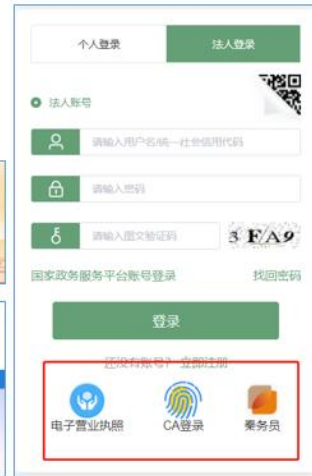 个人登录
法人登录
法人账号
请输入用户名/统一社会信用代码
请输入密码
请输入图文验证码
3 FA9
国家政务服务平台账号登录
找回密码
登录
还没有账号? 立即注册
电子营业执照
CA登录
秦务员